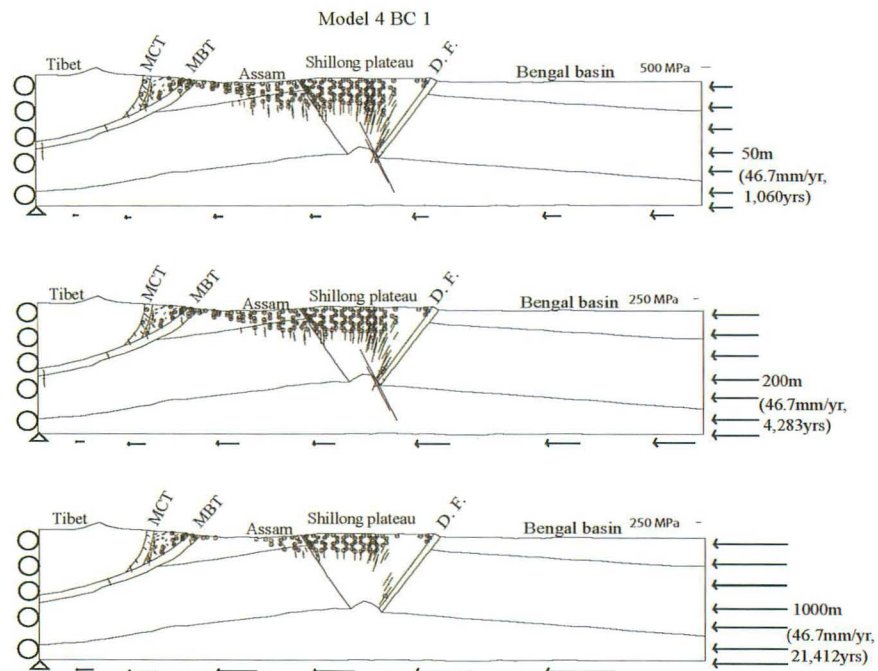 Model 4 BC 1
Tibet MCT MBT Assam Shillong plateau D. F. Bengal basin 500 MPa
50m
(46.7mm/yr,
1,060yrs)
Tibet MCT MBT Assam Shillong plateau D. F. Bengal basin 250 MPa
200m
(46.7mm/yr,
4,283yrs)
Tibet MCT MBT Assam Shillong plateau D. F. Bengal basin 250 MPa
1000m
(46.7mm/yr,
21,412yrs)